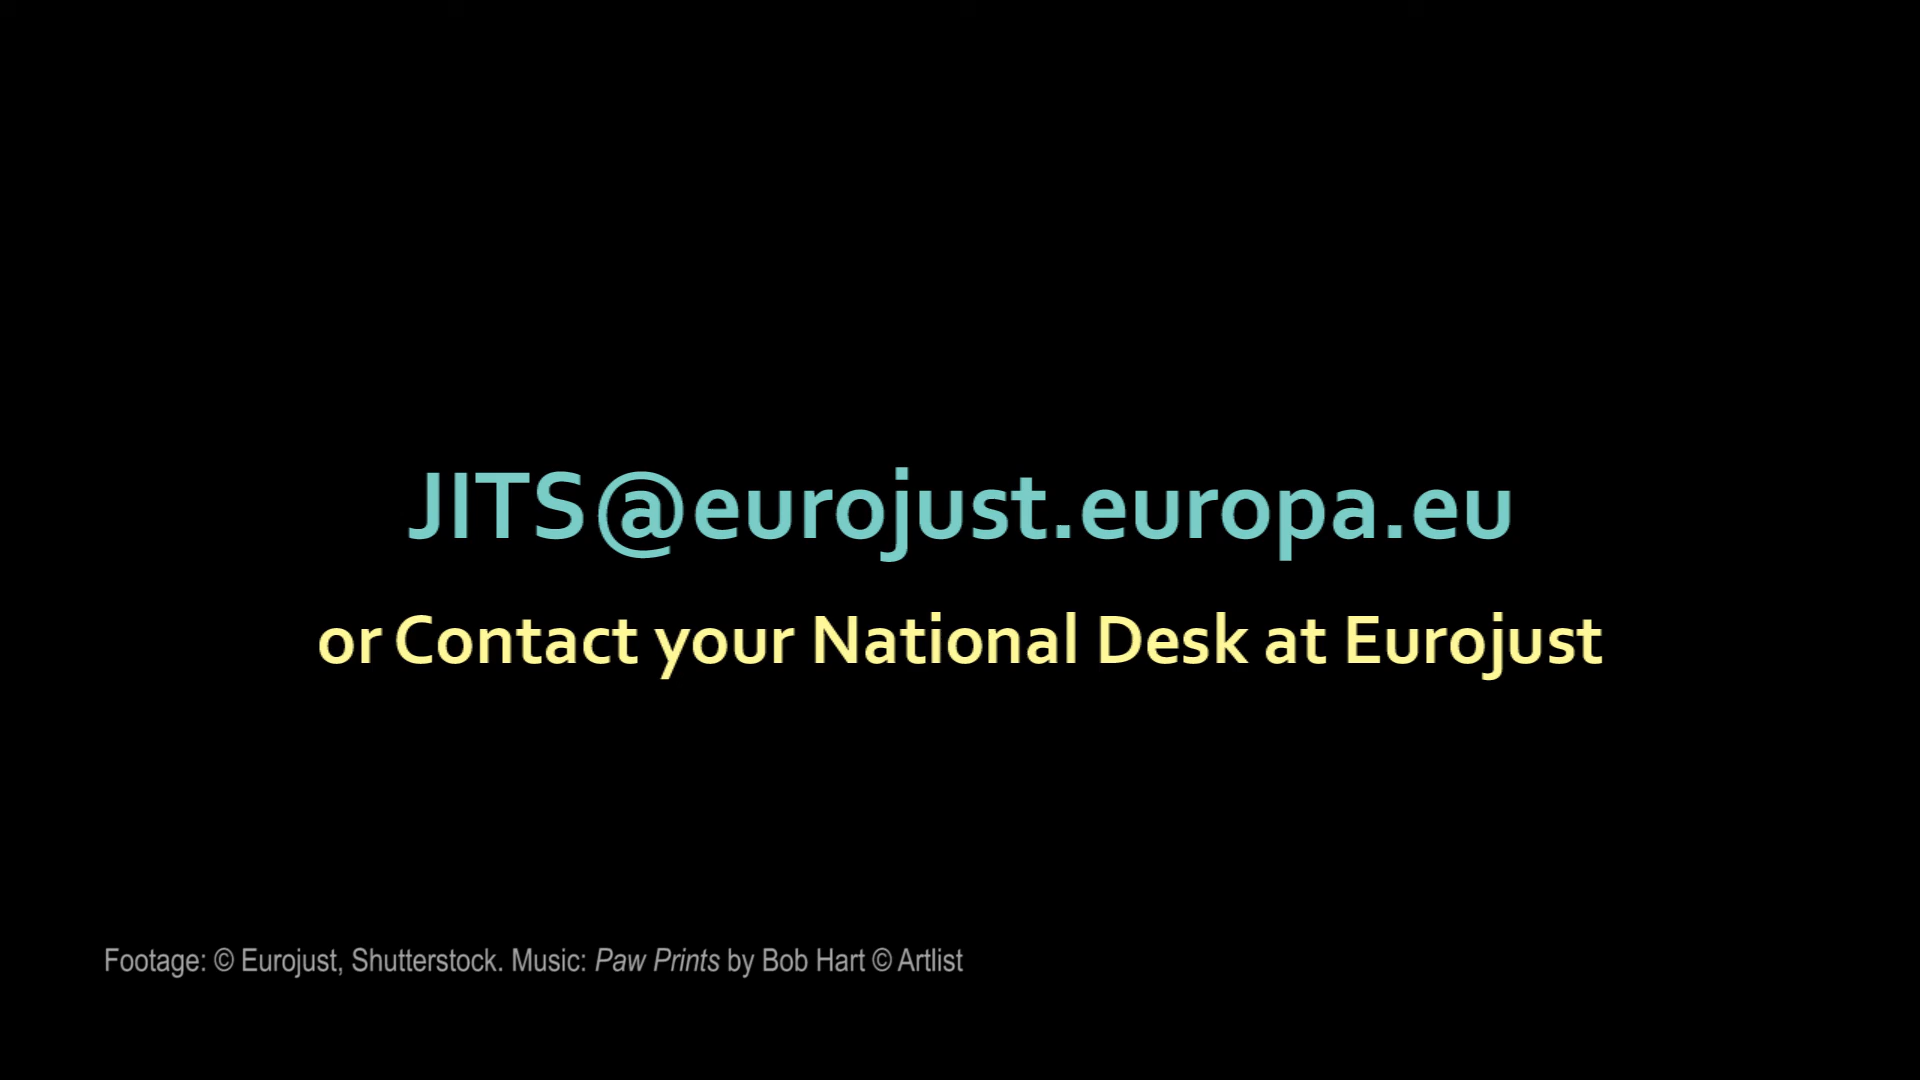 JITS@eurojust.europa.eu
or Contact your National Desk at Eurojust
Footage: © Eurojust, Shutterstock. Music: Paw Prints by Bob Hart © Artlist